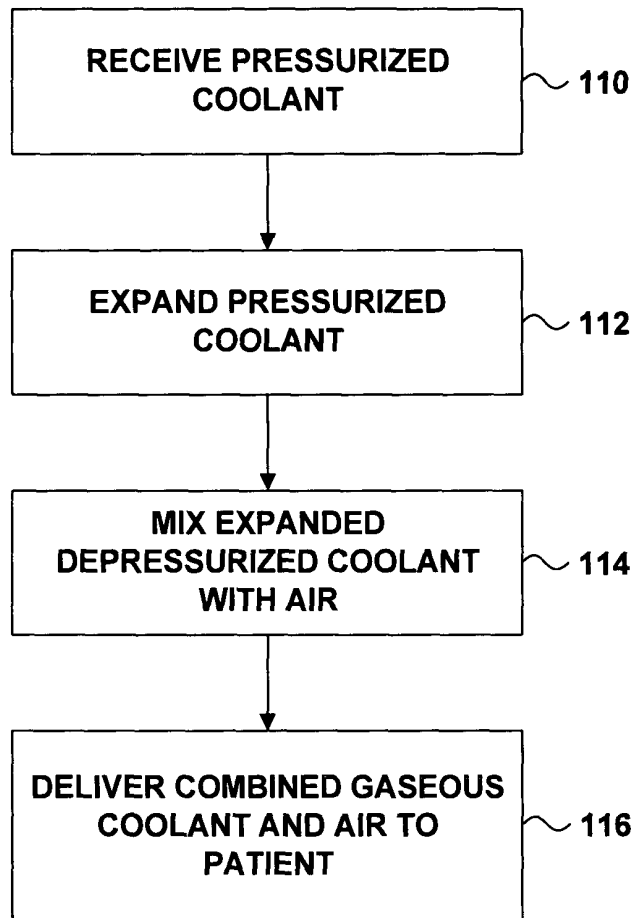 RECEIVE PRESSURIZED
COOLANT
110
EXPAND PRESSURIZED
COOLANT
112
MIX EXPANDED
DEPRESSURIZED COOLANT
WITH AIR
114
DELIVER COMBINED GASEOUS
COOLANT AND AIR TO
PATIENT
116